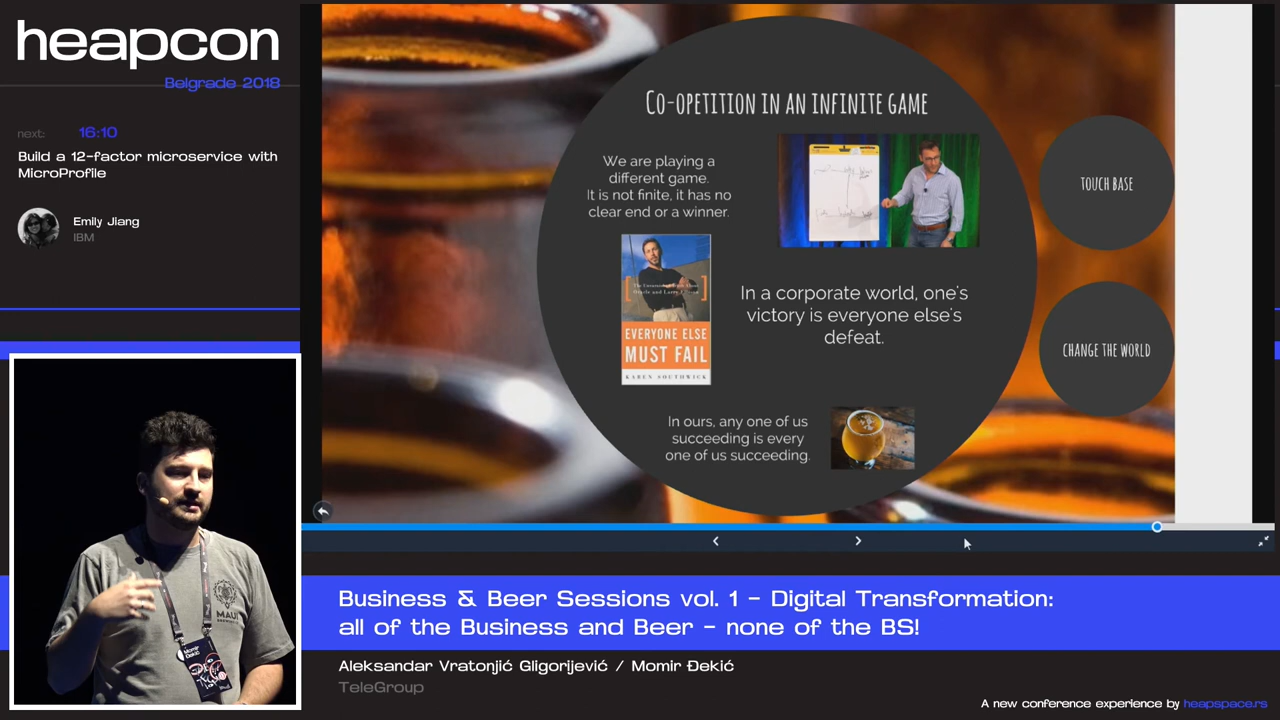 heapcon
Belgrade 2018
next:
16:10
Build a 12-factor microservice with
MicroProfile
Emily Jiang
IBM
CO-OPETITION IN AN INFINITE GAME
We are playing a
different game.
It is not finite, it has no
clear end or a winner.
EVERYONE ELSE
MUST FAIL
KAREN SOUTHWICK
In a corporate world, one's
victory is everyone else's
defeat.
In ours, any one of us
succeeding is every
one of us succeeding.
TOUCH BASE
CHANGE THE WORLD
MAUI
Momir
Đekić
Business & Beer Sessions vol. 1 - Digital Transformation:
all of the Business and Beer - none of the BS!
Aleksandar Vratonjić Gligorijević / Momir Đekić
TeleGroup
A new conference experience by heapspace.rs